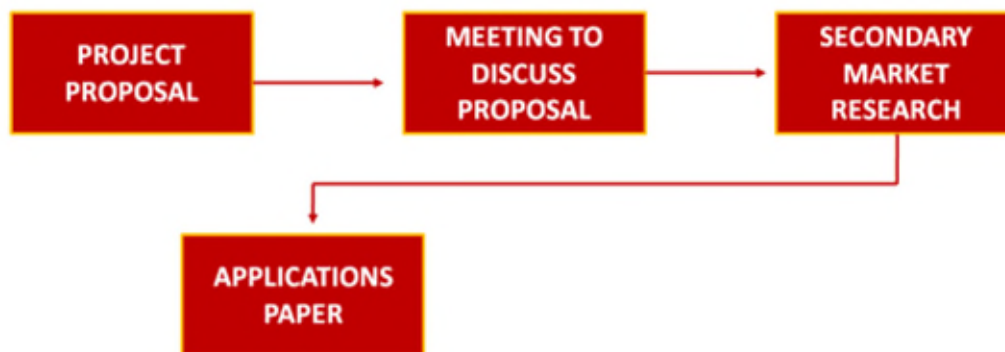 PROJECT
PROPOSAL
MEETING TO
DISCUSS
PROPOSAL
SECONDARY
MARKET
RESEARCH
APPLICATIONS
PAPER